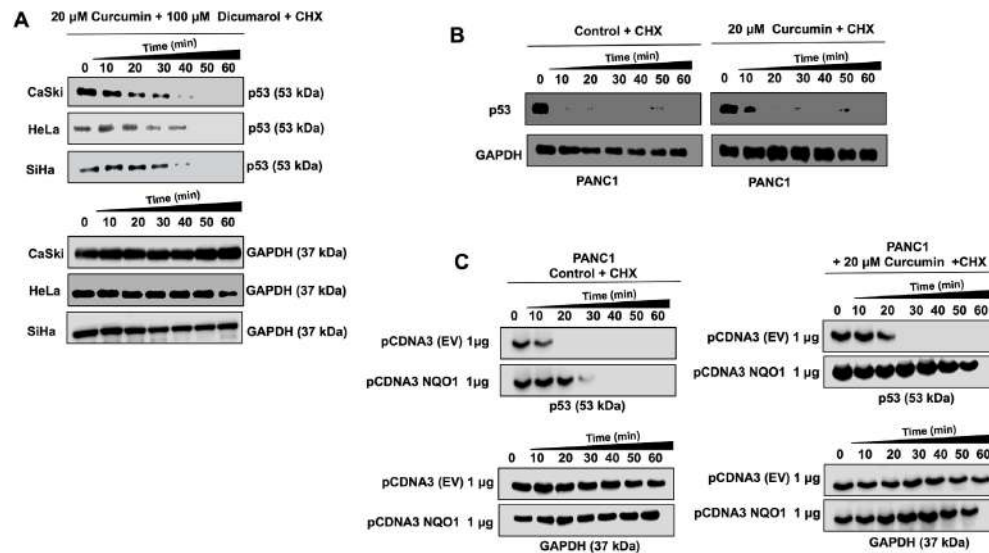 A
20 µM Curcumin + 100 µM Dicumarol + CHX
Time (min)
0 10 20 30 40 50 60
CaSki p53 (53 kDa)
HeLa p53 (53 kDa)
SiHa p53 (53 kDa)
Time (min)
0 10 20 30 40 50 60
CaSki GAPDH (37 kDa)
HeLa GAPDH (37 kDa)
SiHa GAPDH (37 kDa)
B
Control + CHX
20 µM Curcumin + CHX
Time (min)
Time (min)
0 10 20 30 40 50 60
0 10 20 30 40 50 60
p53
GAPDH
PANC1
PANC1
C
PANC1
Control + CHX
Time (min)
0 10 20 30 40 50 60
pCDNA3 (EV) 1µg
pCDNA3 NQO1 1µg
p53 (53 kDa)
Time (min)
0 10 20 30 40 50 60
pCDNA3 (EV) 1 µg
pCDNA3 NQO1 1 µg
GAPDH (37 kDa)
PANC1
+ 20 µM Curcumin +CHX
Time (min)
0 10 20 30 40 50 60
pCDNA3 (EV) 1µg
pCDNA3 NQO1 1µg
p53 (53 kDa)
Time (min)
0 10 20 30 40 50 60
pCDNA3 (EV) 1 µg
pCDNA3 NQO1 1 µg
GAPDH (37 kDa)